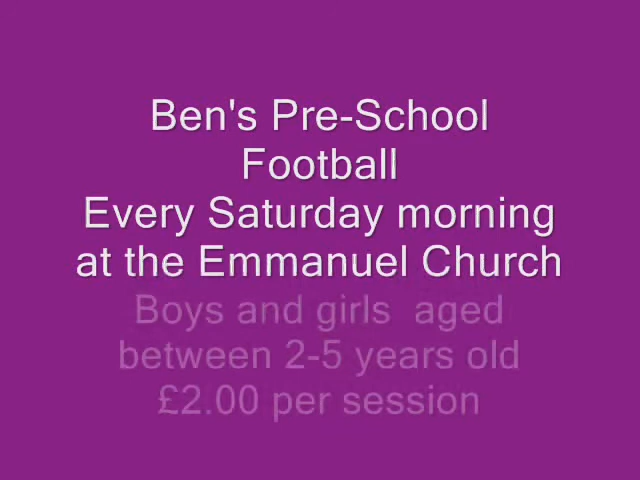 Ben's Pre-School
Football
Every Saturday morning
at the Emmanuel Church
Boys and girls  aged
between 2-5 years old
£2.00 per session